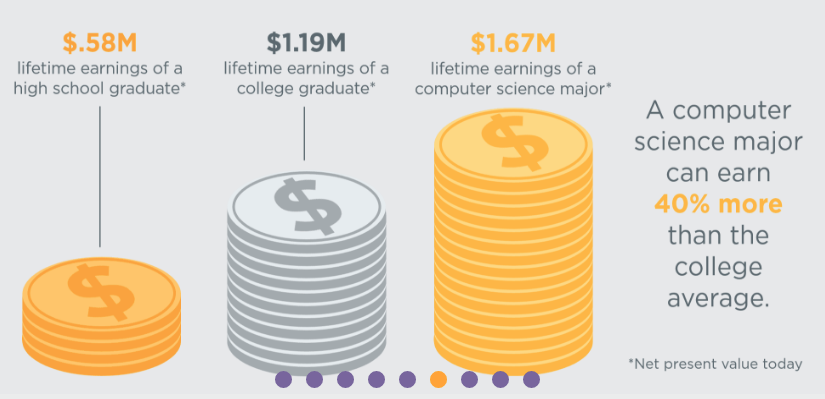 $.58M
lifetime earnings of a
high school graduate*
$1.19M
lifetime earnings of a
college graduate*
$1.67M
lifetime earnings of a
computer science major*
A computer
science major
can earn
40% more
than the
college
average.
*Net present value today
$
$
$